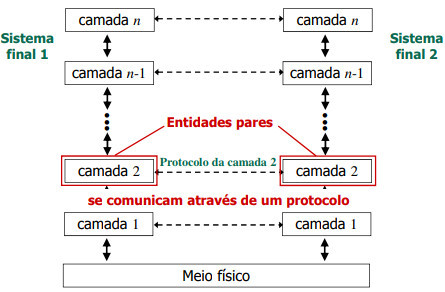 camada n
camada n
Sistema
final 1
Sistema
final 2
camada n-1
camada n-1
Entidades pares
camada 2
Protocolo da camada 2
camada 2
se comunicam através de um protocolo
camada 1
camada 1
Meio físico